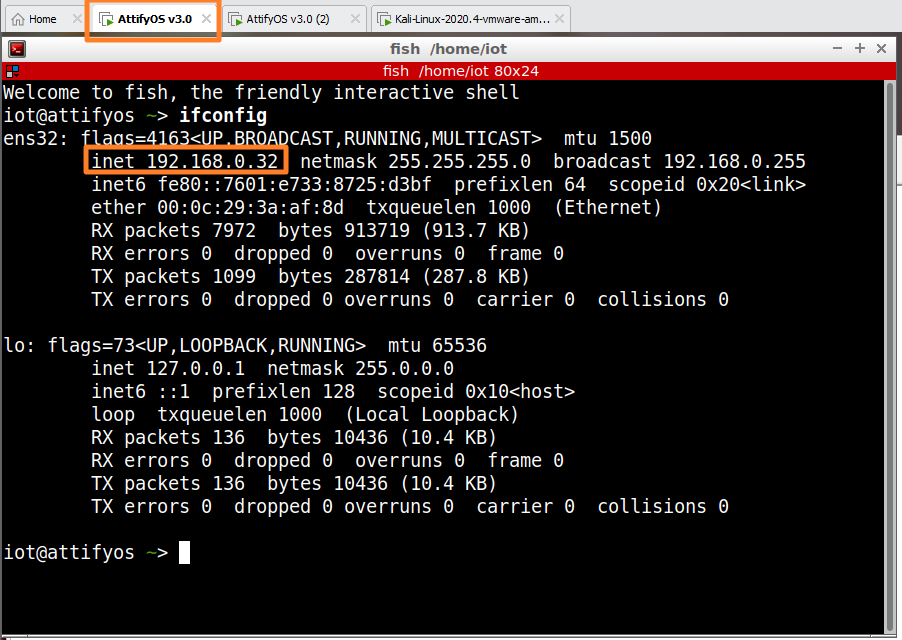 Home AttifyOS v3.0 AttifyOS v3.0 (2) Kali-Linux-2020.4-vmware-am...
fish /home/iot
fish /home/iot 80x24
Welcome to fish, the friendly interactive shell
iot@attifyos ~> ifconfig
ens32: flags=4163<UP,BROADCAST,RUNNING,MULTICAST>  mtu 1500
        inet 192.168.0.32  netmask 255.255.255.0  broadcast 192.168.0.255
        inet6 fe80::7601:e733:8725:d3bf  prefixlen 64  scopeid 0x20<link>
        ether 00:0c:29:3a:af:8d  txqueuelen 1000  (Ethernet)
        RX packets 7972  bytes 913719 (913.7 KB)
        RX errors 0  dropped 0  overruns 0  frame 0
        TX packets 1099  bytes 287814 (287.8 KB)
        TX errors 0  dropped 0 overruns 0  carrier 0  collisions 0

lo: flags=73<UP,LOOPBACK,RUNNING>  mtu 65536
        inet 127.0.0.1  netmask 255.0.0.0
        inet6 ::1  prefixlen 128  scopeid 0x10<host>
        loop  txqueuelen 1000  (Local Loopback)
        RX packets 136  bytes 10436 (10.4 KB)
        RX errors 0  dropped 0  overruns 0  frame 0
        TX packets 136  bytes 10436 (10.4 KB)
        TX errors 0  dropped 0 overruns 0  carrier 0  collisions 0

iot@attifyos ~>